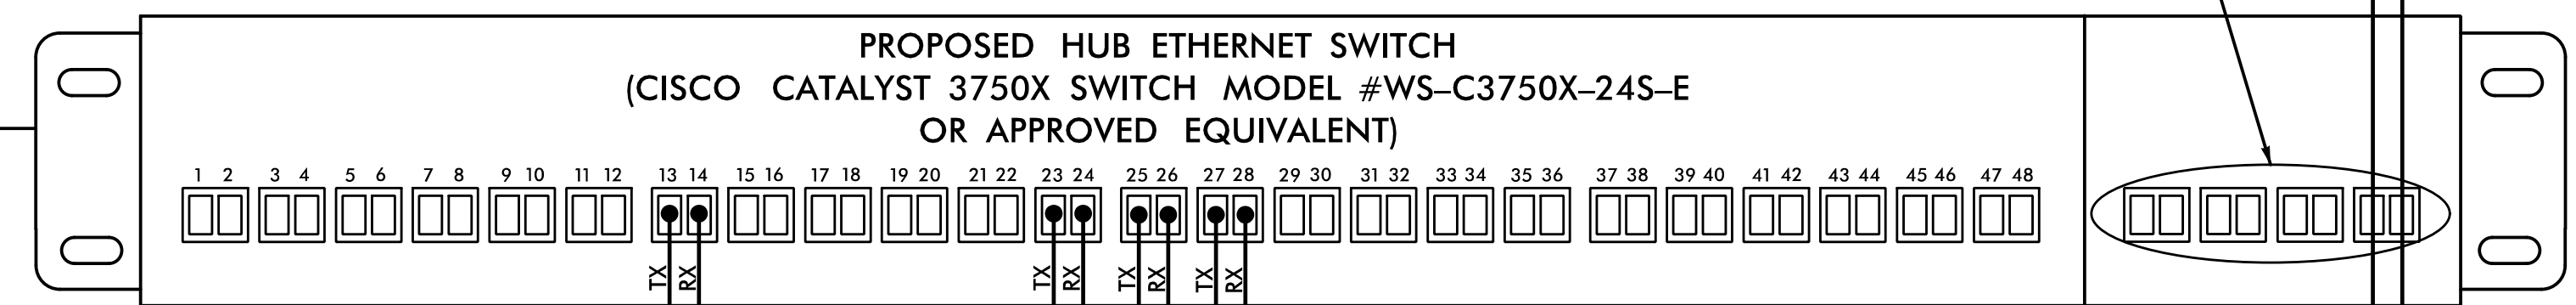 PROPOSED HUB ETHERNET SWITCH
(CISCO CATALYST 3750X SWITCH MODEL #WS-C3750X-24S-E
OR APPROVED EQUIVALENT)
1 2 3 4 5 6 7 8 9 10 11 12 13 14 15 16 17 18 19 20 21 22 23 24 25 26 27 28 29 30 31 32 33 34 35 36 37 38 39 40 41 42 43 44 45 46 47 48
TX RX TX RX TX RX TX RX